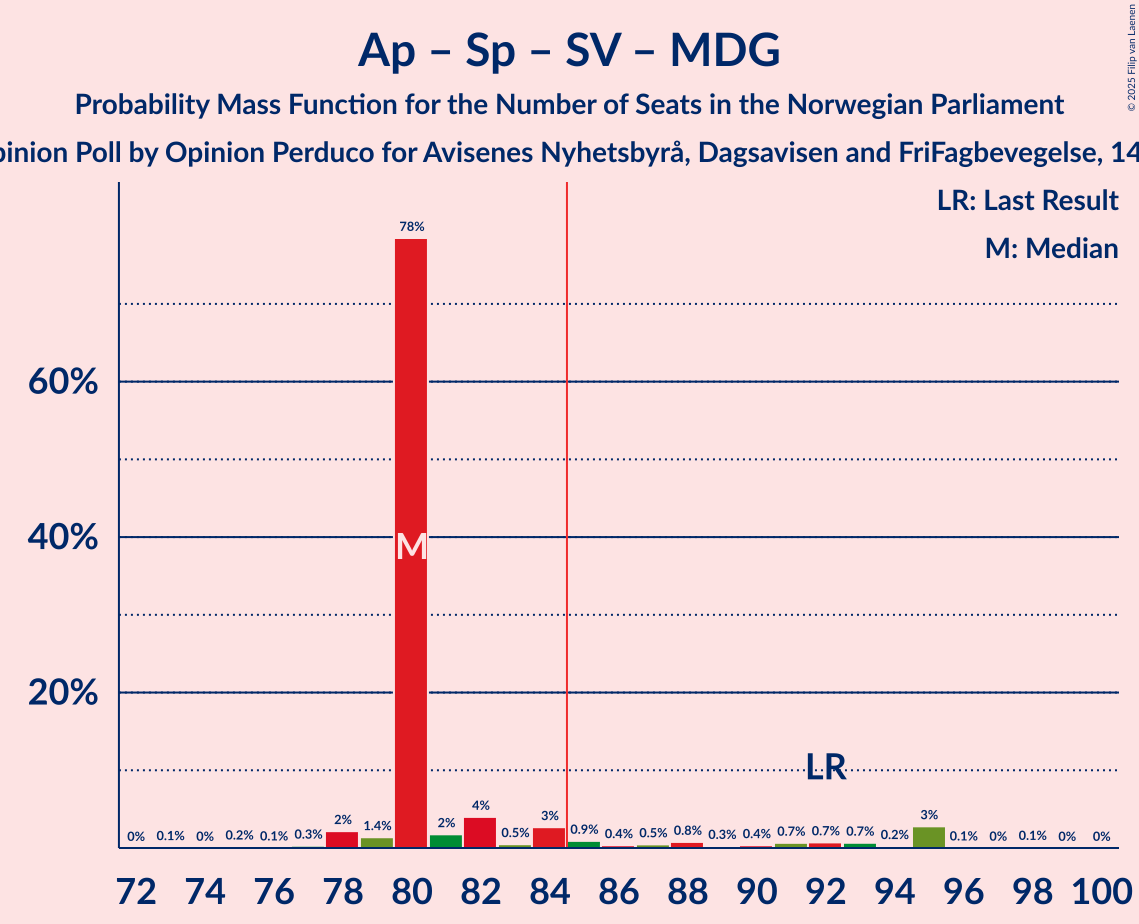 Ap – Sp – SV – MDG
Probability Mass Function for the Number of Seats in the Norwegian Parliament
pinion Poll by Opinion Perduco for Avisenes Nyhetsbyrå, Dagsavisen and FriFagbevegelse, 14
© 2025 Filip van Laenen
LR: Last Result
M: Median
60%
40%
20%
78%
M
LR
0% 0.1% 0% 0.2% 0.1% 0.3% 2% 1.4% 2% 4% 0.5% 3% 0.9% 0.4% 0.5% 0.8% 0.3% 0.4% 0.7% 0.7% 0.7% 0.2% 3% 0.1% 0% 0.1% 0% 0%
72 74 76 78 80 82 84 86 88 90 92 94 96 98 100